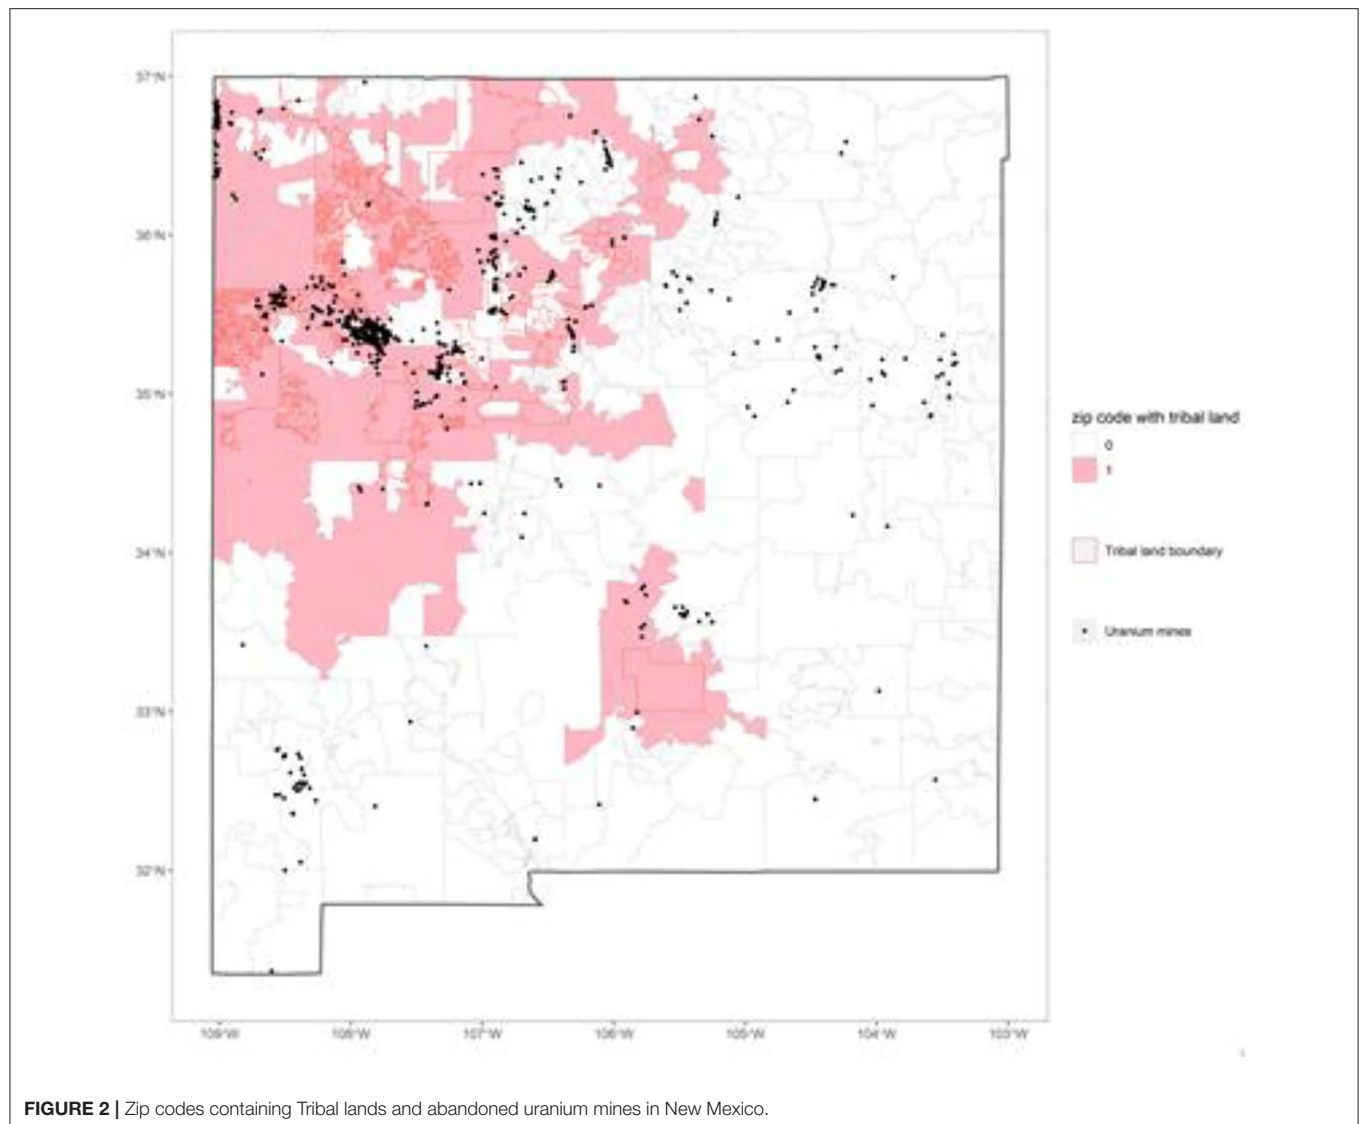 37°N
36°N
35°N
34°N
33°N
32°N
109°W
108°W
107°W
106°W
105°W
104°W
103°W
zip code with tribal land
0
1
Tribal land boundary
Uranium mines
FIGURE 2 | Zip codes containing Tribal lands and abandoned uranium mines in New Mexico.